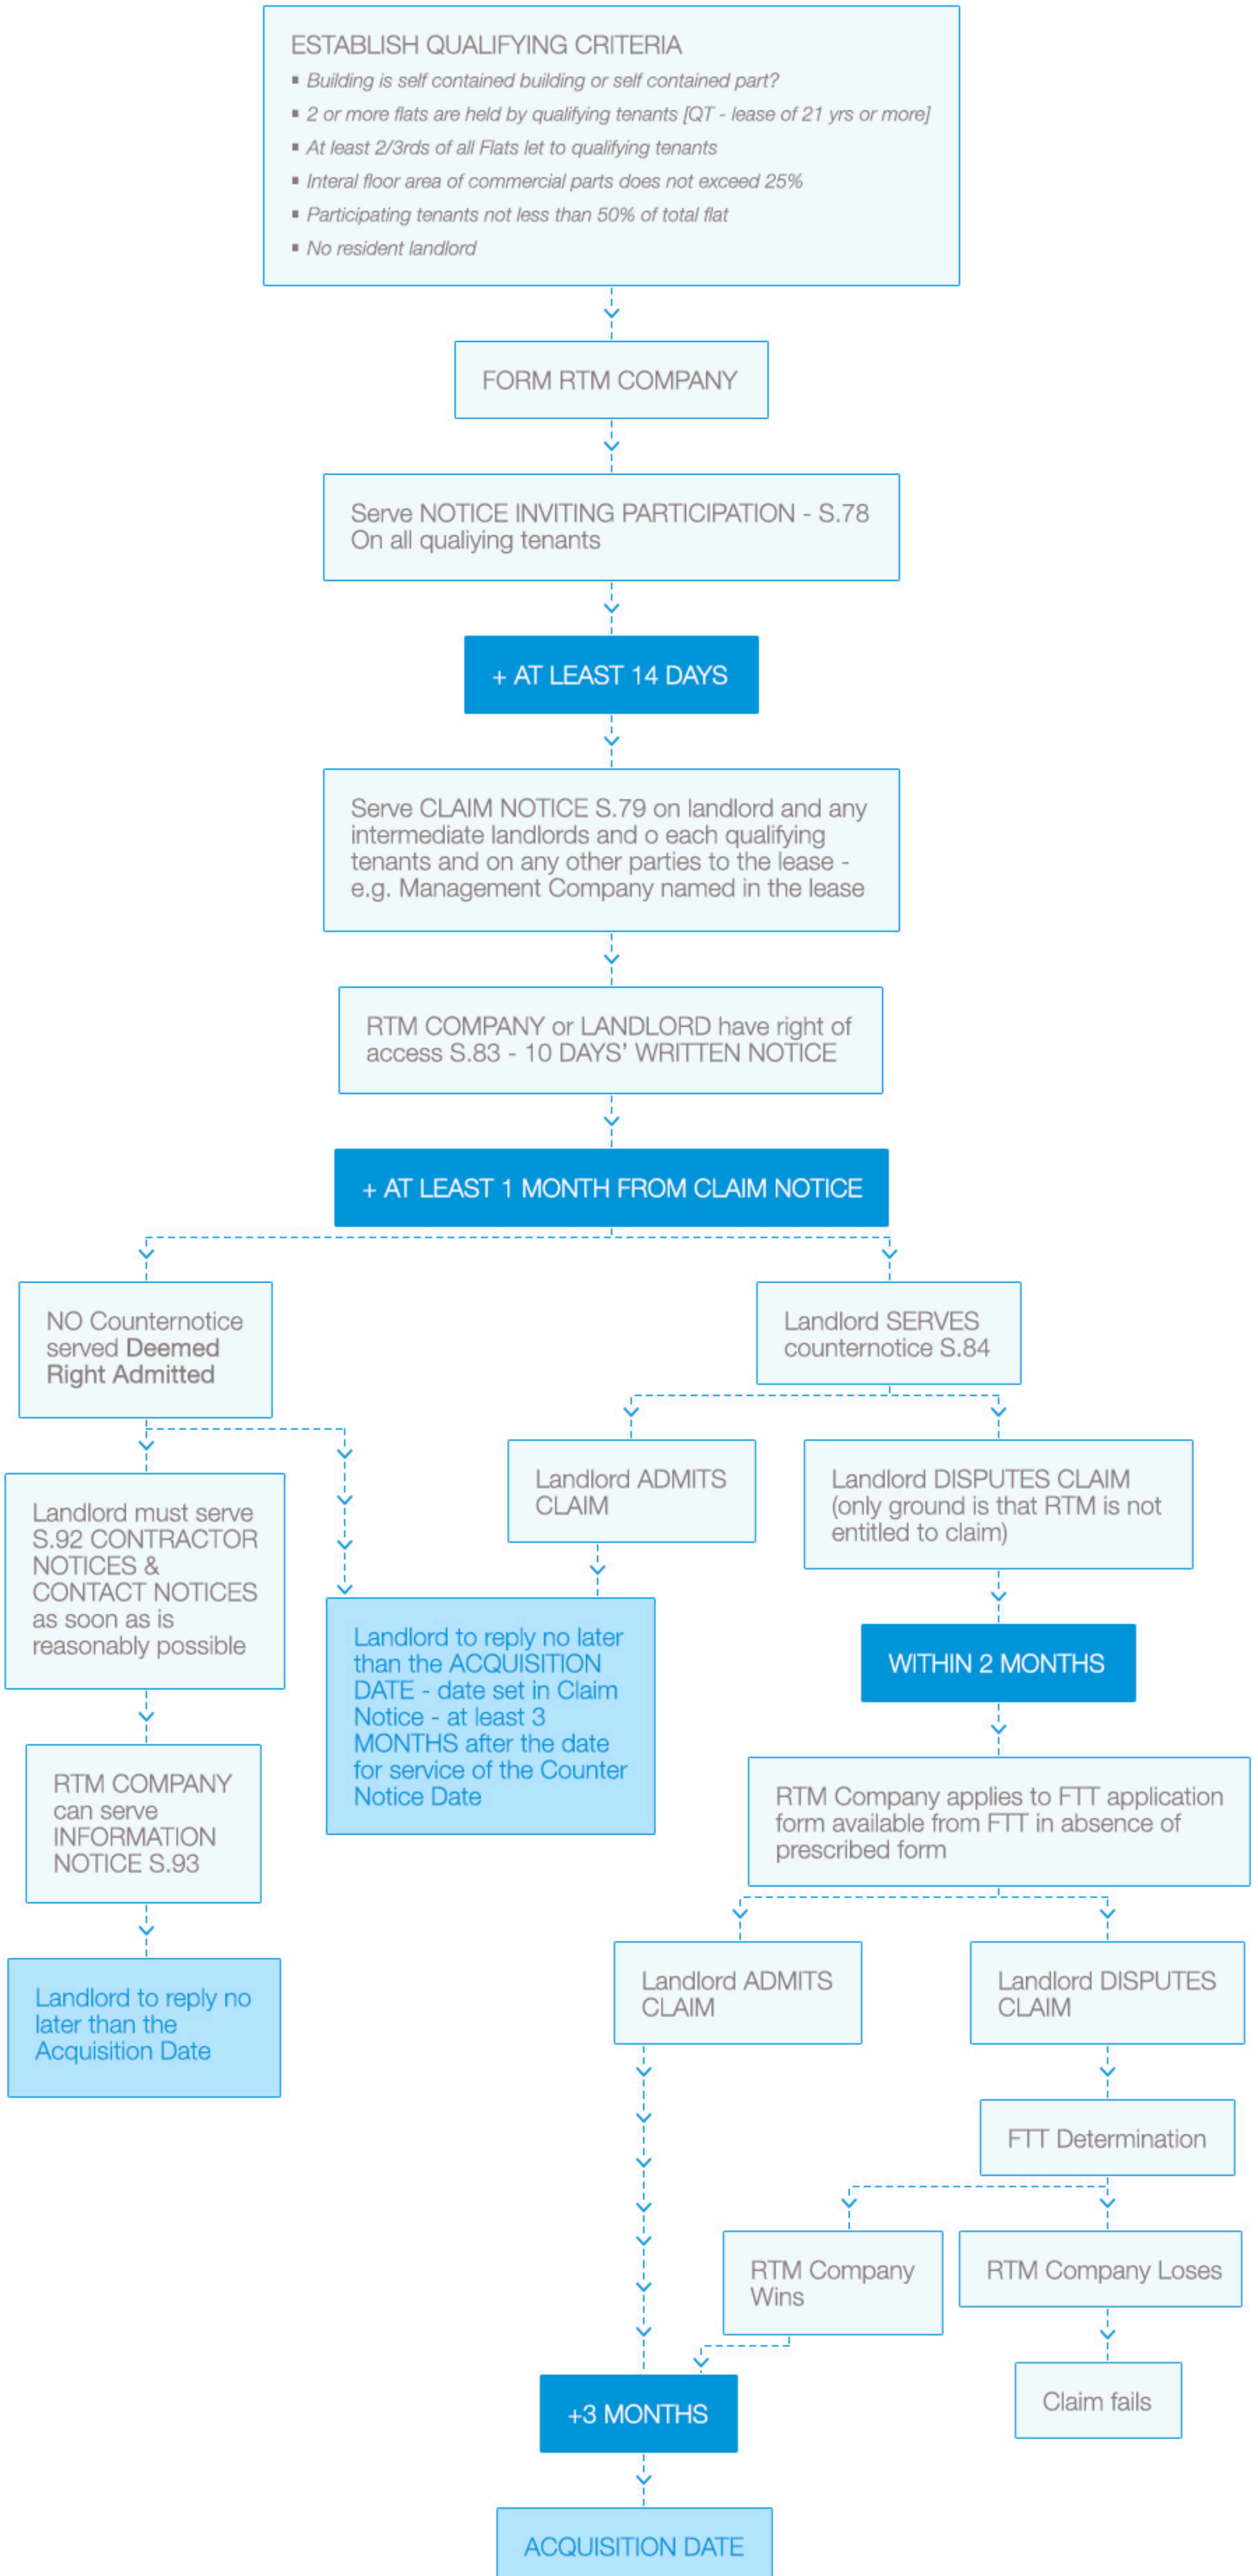 ESTABLISH QUALIFYING CRITERIA
▪ Building is self contained building or self contained part?
▪ 2 or more flats are held by qualifying tenants [QT - lease of 21 yrs or more]
▪ At least 2/3rds of all Flats let to qualifying tenants
▪ Interal floor area of commercial parts does not exceed 25%
▪ Participating tenants not less than 50% of total flat
▪ No resident landlord
FORM RTM COMPANY
Serve NOTICE INVITING PARTICIPATION - S.78
On all qualiying tenants
+ AT LEAST 14 DAYS
Serve CLAIM NOTICE S.79 on landlord and any
intermediate landlords and o each qualifying
tenants and on any other parties to the lease -
e.g. Management Company named in the lease
RTM COMPANY or LANDLORD have right of
access S.83 - 10 DAYS' WRITTEN NOTICE
+ AT LEAST 1 MONTH FROM CLAIM NOTICE
NO Counternotice
served Deemed
Right Admitted
Landlord SERVES
counternotice S.84
Landlord ADMITS
CLAIM
Landlord DISPUTES CLAIM
(only ground is that RTM is not
entitled to claim)
Landlord must serve
S.92 CONTRACTOR
NOTICES &
CONTACT NOTICES
as soon as is
reasonably possible
Landlord to reply no later
than the ACQUISITION
DATE - date set in Claim
Notice - at least 3
MONTHS after the date
for service of the Counter
Notice Date
WITHIN 2 MONTHS
RTM COMPANY
can serve
INFORMATION
NOTICE S.93
RTM Company applies to FTT application
form available from FTT in absence of
prescribed form
Landlord to reply no
later than the
Acquisition Date
Landlord ADMITS
CLAIM
Landlord DISPUTES
CLAIM
FTT Determination
RTM Company
Wins
RTM Company Loses
+3 MONTHS
Claim fails
ACQUISITION DATE